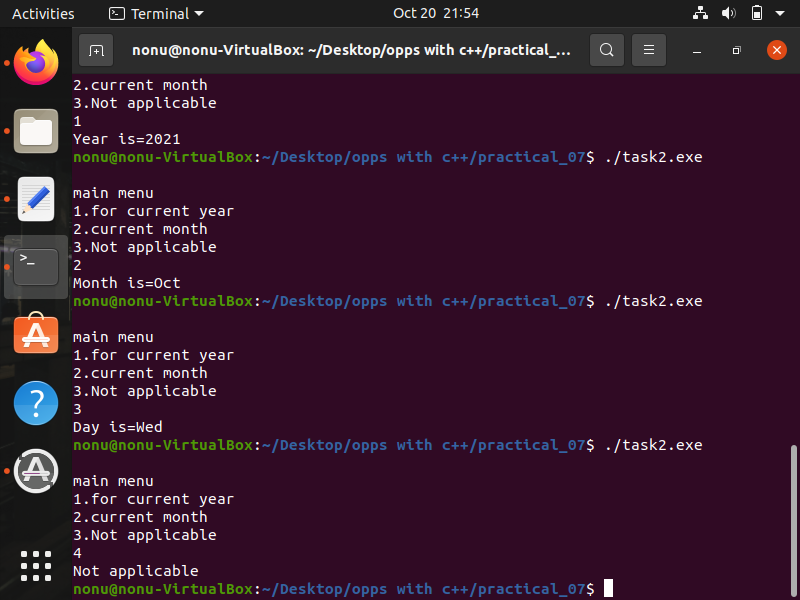 Activities
Terminal
Oct 20 21:54
nonu@nonu-VirtualBox: ~/Desktop/opps with c++/practical_...
2.current month
3.Not applicable
1
Year is=2021
nonu@nonu-VirtualBox:~/Desktop/opps with c++/practical_07$ ./task2.exe
main menu
1.for current year
2.current month
3.Not applicable
2
Month is=Oct
nonu@nonu-VirtualBox:~/Desktop/opps with c++/practical_07$ ./task2.exe
main menu
1.for current year
2.current month
3.Not applicable
3
Day is=Wed
nonu@nonu-VirtualBox:~/Desktop/opps with c++/practical_07$ ./task2.exe
main menu
1.for current year
2.current month
3.Not applicable
4
Not applicable
nonu@nonu-VirtualBox:~/Desktop/opps with c++/practical_07$